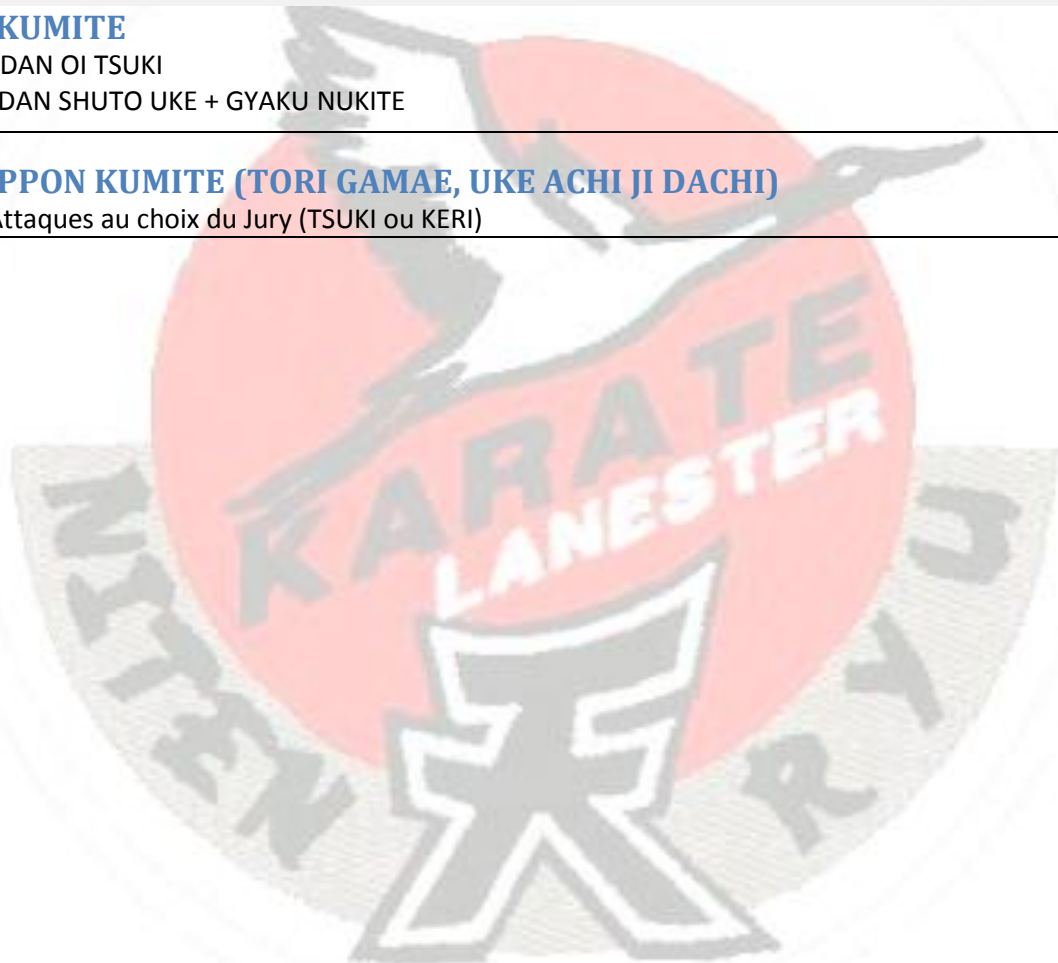 KUMITE
DAN OI TSUKI
DAN SHUTO UKE + GYAKU NUKITE
PPON KUMITE (TORI GAMAE, UKE ACHI JI DACHI)
Attaques au choix du Jury (TSUKI ou KERI)
KARATE
LANESTER
NITEN RYU